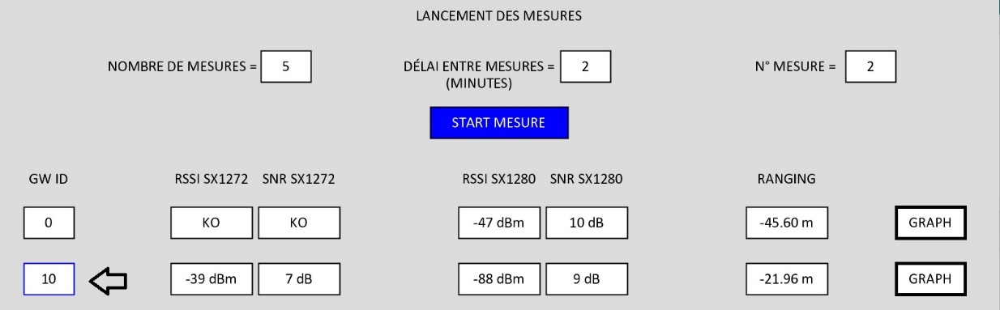 LANCEMENT DES MESURES
NOMBRE DE MESURES = 5 DÉLAI ENTRE MESURES = 2 N° MESURE = 2
(MINUTES)
START MESURE
GW ID RSSI SX1272 SNR SX1272 RSSI SX1280 SNR SX1280 RANGING
0 KO KO -47 dBm 10 dB -45.60 m GRAPH
10 -39 dBm 7 dB -88 dBm 9 dB -21.96 m GRAPH